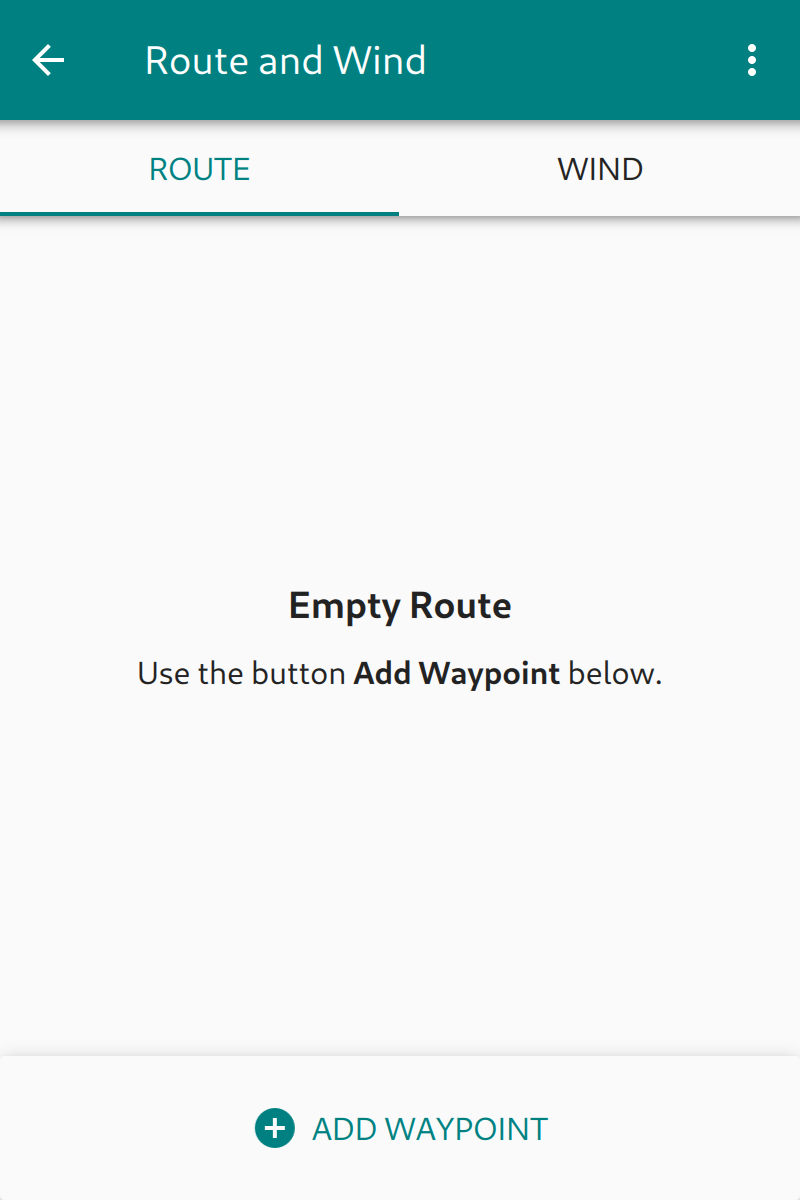 Route and Wind
ROUTE
WIND
Empty Route
Use the button Add Waypoint below.
ADD WAYPOINT